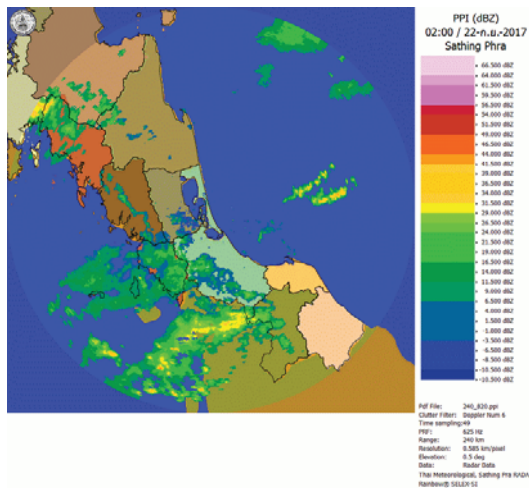 PPI (dBZ)
02:00 / 22-ก.ย.-2017
Sathing Phra
66.500 dBZ
64.000 dBZ
61.500 dBZ
59.500 dBZ
56.500 dBZ
54.000 dBZ
51.500 dBZ
49.000 dBZ
46.500 dBZ
44.000 dBZ
41.500 dBZ
39.000 dBZ
36.500 dBZ
34.000 dBZ
31.500 dBZ
29.000 dBZ
26.500 dBZ
24.000 dBZ
21.500 dBZ
19.000 dBZ
16.500 dBZ
14.000 dBZ
11.500 dBZ
9.000 dBZ
6.500 dBZ
4.000 dBZ
1.500 dBZ
-1.000 dBZ
-3.500 dBZ
-6.500 dBZ
-8.500 dBZ
-10.500 dBZ
Pdf File: 240_820.ppi
Clutter Filter: Doppler Num 6
Time sampling:49
PRF: 625 Hz
Range: 240 km
Resolution: 0.585 km/pixel
Elevation: 0.5 deg
Data: Radar Data
Thai Meteorological, Sathing Pra RADA
Rainbow® SELEX-SI